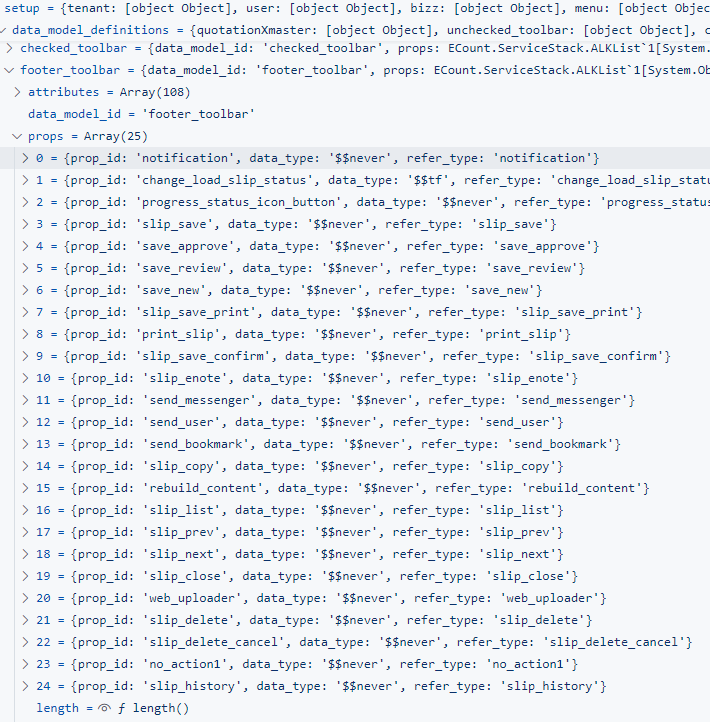 setup = {tenant: [object Object], user: [object Object], bizz: [object Object], menu: [object Objec
data_model_definitions = {quotationXmaster: [object Object], unchecked_toolbar: [object Object], c
checked_toolbar = {data_model_id: 'checked_toolbar', props: ECount.ServiceStack.ALKList`1[System.
footer_toolbar = {data_model_id: 'footer_toolbar', props: ECount.ServiceStack.ALKList`1[System.Ob
attributes = Array(108)
data_model_id = 'footer_toolbar'
props = Array(25)
0 = {prop_id: 'notification', data_type: '$$never', refer_type: 'notification'}
1 = {prop_id: 'change_load_slip_status', data_type: '$$tf', refer_type: 'change_load_slip_statu
2 = {prop_id: 'progress_status_icon_button', data_type: '$$never', refer_type: 'progress_status
3 = {prop_id: 'slip_save', data_type: '$$never', refer_type: 'slip_save'}
4 = {prop_id: 'save_approve', data_type: '$$never', refer_type: 'save_approve'}
5 = {prop_id: 'save_review', data_type: '$$never', refer_type: 'save_review'}
6 = {prop_id: 'save_new', data_type: '$$never', refer_type: 'save_new'}
7 = {prop_id: 'slip_save_print', data_type: '$$never', refer_type: 'slip_save_print'}
8 = {prop_id: 'print_slip', data_type: '$$never', refer_type: 'print_slip'}
9 = {prop_id: 'slip_save_confirm', data_type: '$$never', refer_type: 'slip_save_confirm'}
10 = {prop_id: 'slip_enote', data_type: '$$never', refer_type: 'slip_enote'}
11 = {prop_id: 'send_messenger', data_type: '$$never', refer_type: 'send_messenger'}
12 = {prop_id: 'send_user', data_type: '$$never', refer_type: 'send_user'}
13 = {prop_id: 'send_bookmark', data_type: '$$never', refer_type: 'send_bookmark'}
14 = {prop_id: 'slip_copy', data_type: '$$never', refer_type: 'slip_copy'}
15 = {prop_id: 'rebuild_content', data_type: '$$never', refer_type: 'rebuild_content'}
16 = {prop_id: 'slip_list', data_type: '$$never', refer_type: 'slip_list'}
17 = {prop_id: 'slip_prev', data_type: '$$never', refer_type: 'slip_prev'}
18 = {prop_id: 'slip_next', data_type: '$$never', refer_type: 'slip_next'}
19 = {prop_id: 'slip_close', data_type: '$$never', refer_type: 'slip_close'}
20 = {prop_id: 'web_uploader', data_type: '$$never', refer_type: 'web_uploader'}
21 = {prop_id: 'slip_delete', data_type: '$$never', refer_type: 'slip_delete'}
22 = {prop_id: 'slip_delete_cancel', data_type: '$$never', refer_type: 'slip_delete_cancel'}
23 = {prop_id: 'no_action1', data_type: '$$never', refer_type: 'no_action1'}
24 = {prop_id: 'slip_history', data_type: '$$never', refer_type: 'slip_history'}
length = ƒ length()